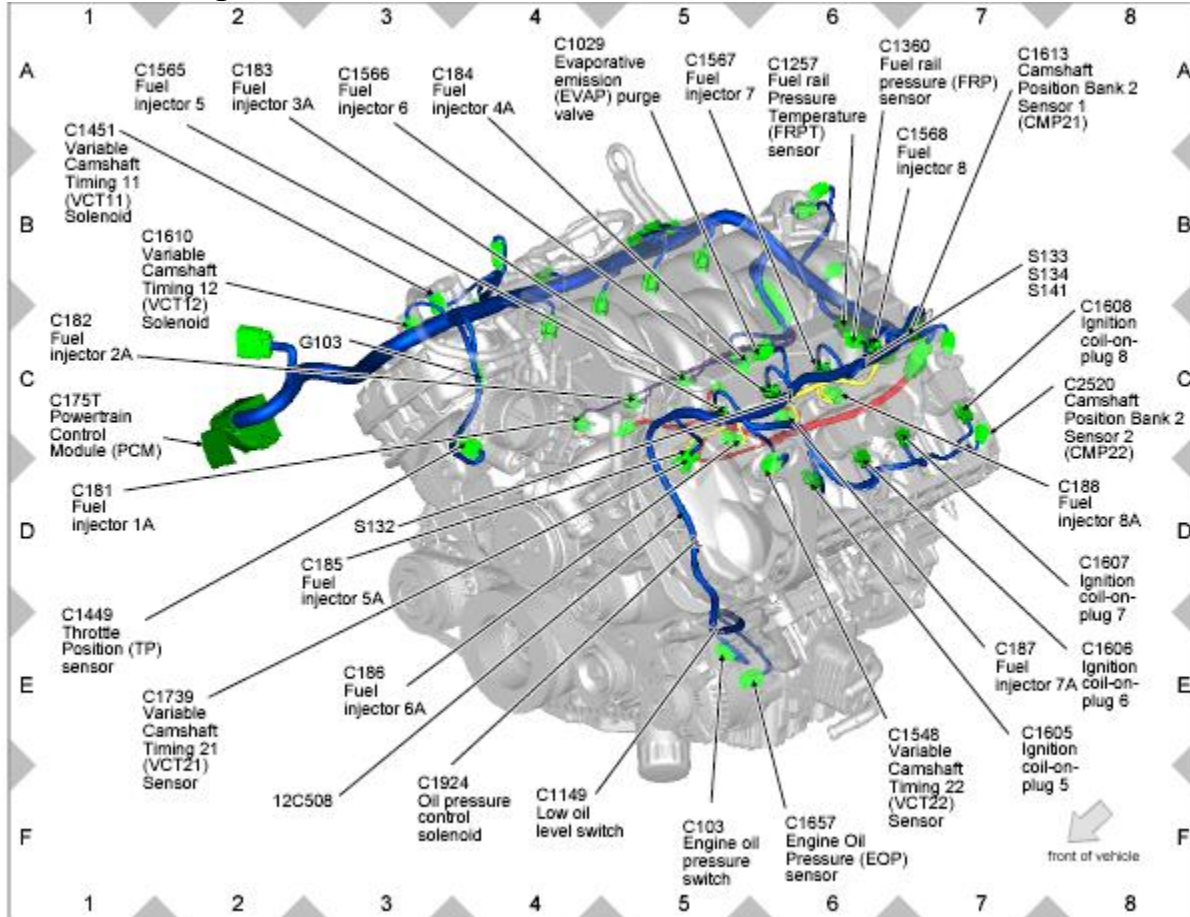 1 2 3 4 5 6 7 8
A
A
C1029
Evaporative
emission
(EVAP) purge
valve
C1567
Fuel
injector 7
C1257
Fuel rail
Pressure
Temperature
(FRPT)
sensor
C1360
Fuel rail
pressure (FRP)
sensor
C1613
Camshaft
Position Bank 2
Sensor 1
(CMP21)
C1565
Fuel
injector 5
C183
Fuel
injector 3A
C1566
Fuel
injector 6
C184
Fuel
injector 4A
C1451
Variable
Camshaft
Timing 11
(VCT11)
Solenoid
C1568
Fuel
injector 8
B
B
C1610
Variable
Camshaft
Timing 12
(VCT12)
Solenoid
S133
S134
S141
C182
Fuel
injector 2A
G103
C1608
Ignition
coil-on-
plug 8
C
C
C175T
Powertrain
Control
Module (PCM)
C2520
Camshaft
Position Bank 2
Sensor 2
(CMP22)
C181
Fuel
injector 1A
C188
Fuel
injector 8A
S132
D
D
C185
Fuel
injector 5A
C1607
Ignition
coil-on-
plug 7
C1449
Throttle
Position (TP)
sensor
C186
Fuel
injector 6A
C187
Fuel
injector 7A
C1606
Ignition
coil-on-
plug 6
E
E
C1739
Variable
Camshaft
Timing 21
(VCT21)
Sensor
C1548
Variable
Camshaft
Timing 22
(VCT22)
Sensor
C1605
Ignition
coil-on-
plug 5
12C508
C1924
Oil pressure
control
solenoid
C1149
Low oil
level switch
C103
Engine oil
pressure
switch
C1657
Engine Oil
Pressure (EOP)
sensor
F
F
front of vehicle
1 2 3 4 5 6 7 8